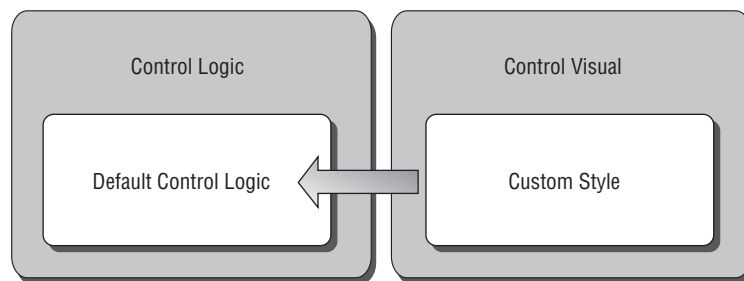 Control Logic
Control Visual
Default Control Logic
Custom Style